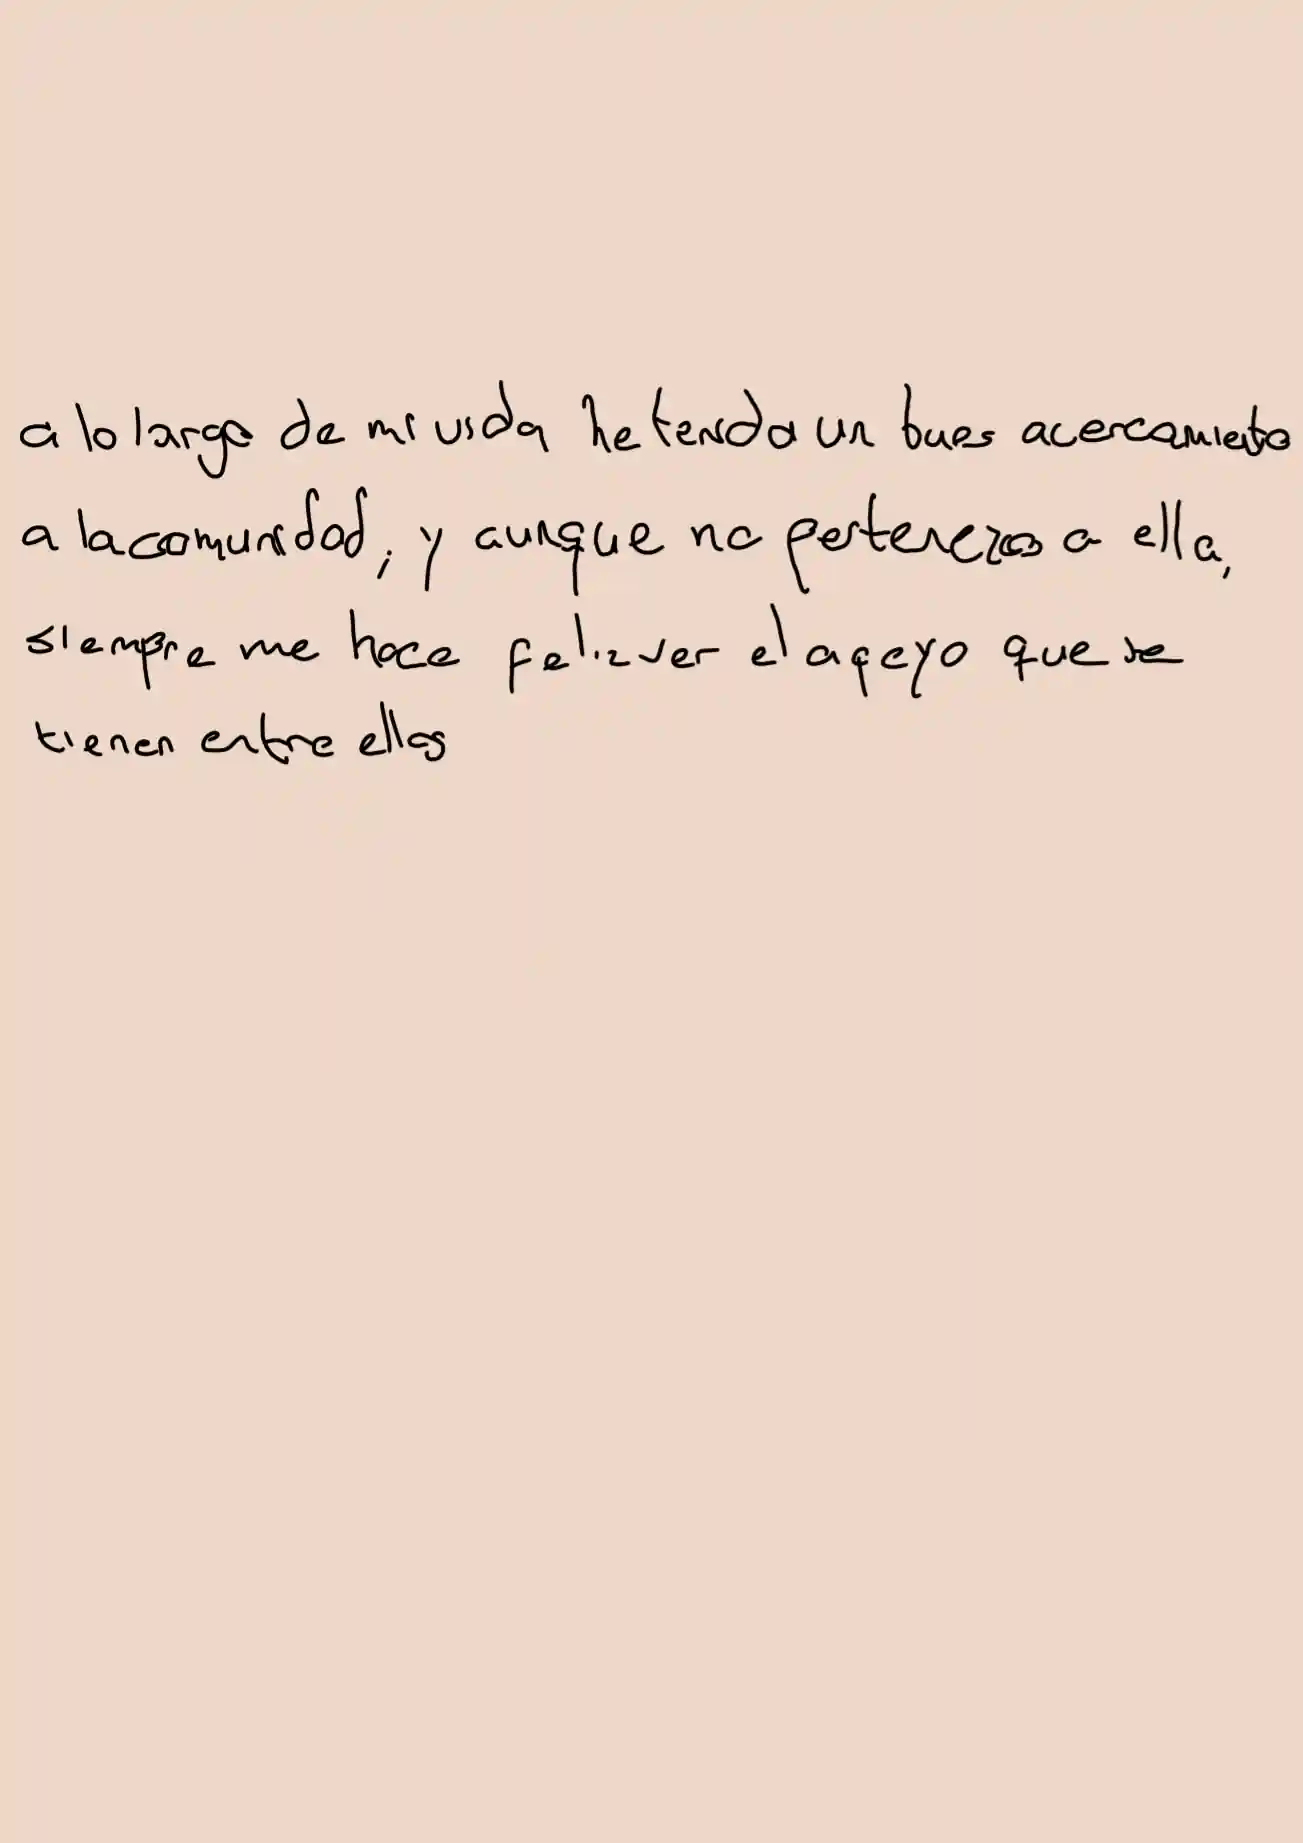 a lo largo de mi vida he tenido un buen acercamiento
a la comunidad, y aunque no pertenezco a ella,
siempre me hace feliz ver el apoyo que se
tienen entre ellos